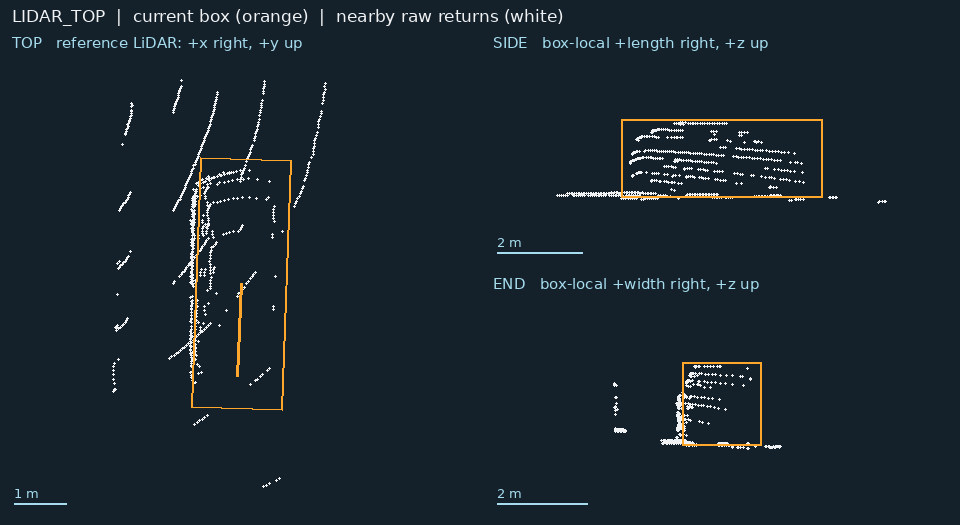 LIDAR_TOP | current box (orange) | nearby raw returns (white)
TOP reference LiDAR: +x right, +y up
SIDE box-local +length right, +z up
2 m
END box-local +width right, +z up
1 m
2 m